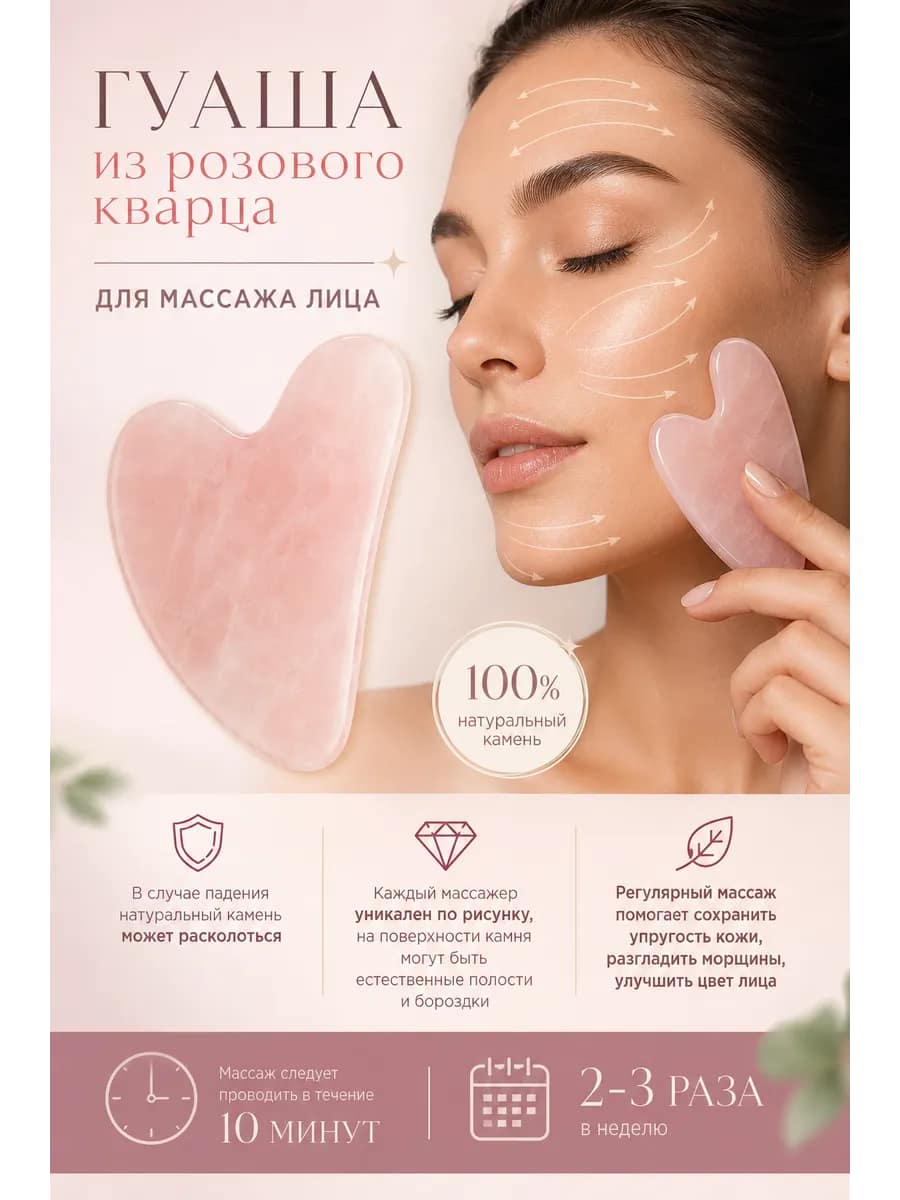 ГУАША
из розового
кварца
ДЛЯ МАССАЖА ЛИЦА
100%
натуральный
камень
В случае падения
натуральный камень
может расколоться
Каждый массажер
уникален по рисунку,
на поверхности камня
могут быть
естественные полости
и бороздки
Регулярный массаж
помогает сохранить
упругость кожи,
разгладить морщины,
улучшить цвет лица
Массаж следует
проводить в течение
10 МИНУТ
2-3 РАЗА
в неделю